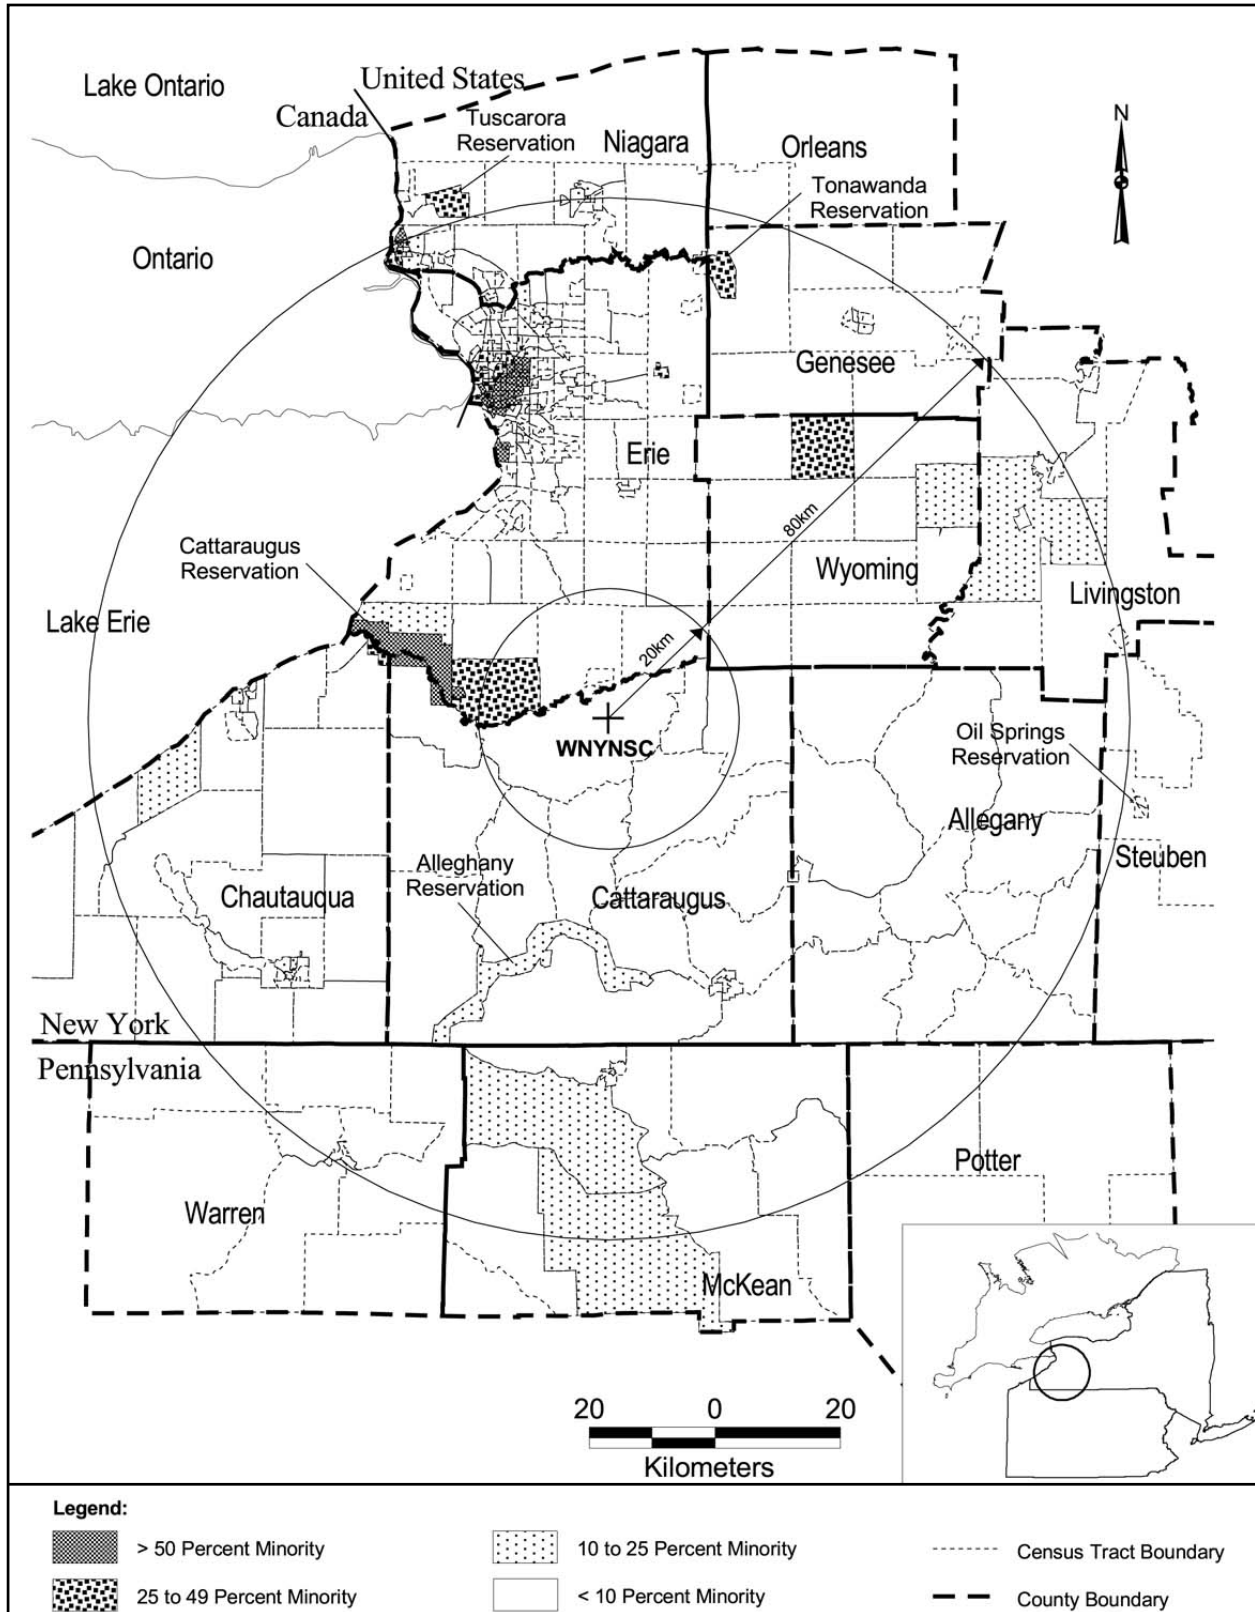 Lake Ontario
United States
Canada
Tuscarora
Reservation
Niagara
Orleans
N
Tonawanda
Reservation
Ontario
Genesee
Erie
80km
Cattaraugus
Reservation
Wyoming
Livingston
Lake Erie
20km
WNYNSC
Oil Springs
Reservation
Allegany
Steuben
Alleghany
Reservation
Chautauqua
Cattaraugus
New York
Pennsylvania
Potter
Warren
McKean
20 0 20
Kilometers
Legend:
> 50 Percent Minority
10 to 25 Percent Minority
Census Tract Boundary
25 to 49 Percent Minority
< 10 Percent Minority
County Boundary